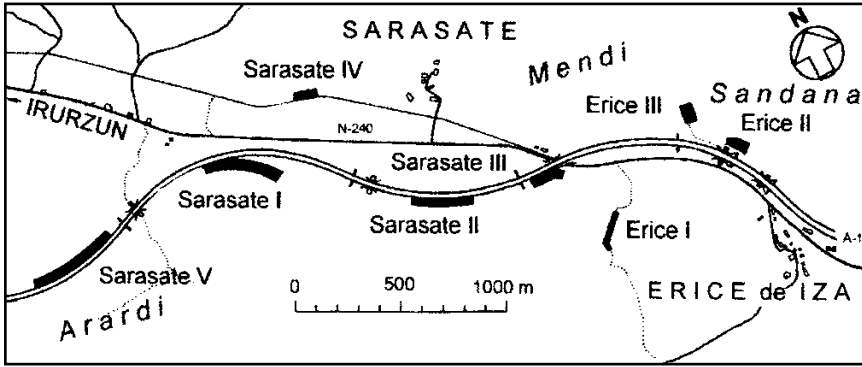 SARASATE
N
Mendi
Sarasate IV
Erice III
Sandana
Erice II
← IRURZUN
N-240
Sarasate III
Sarasate I
Sarasate II
Erice I
A-1
Sarasate V
0 500 1000 m
ERICE de IZA
Arardi